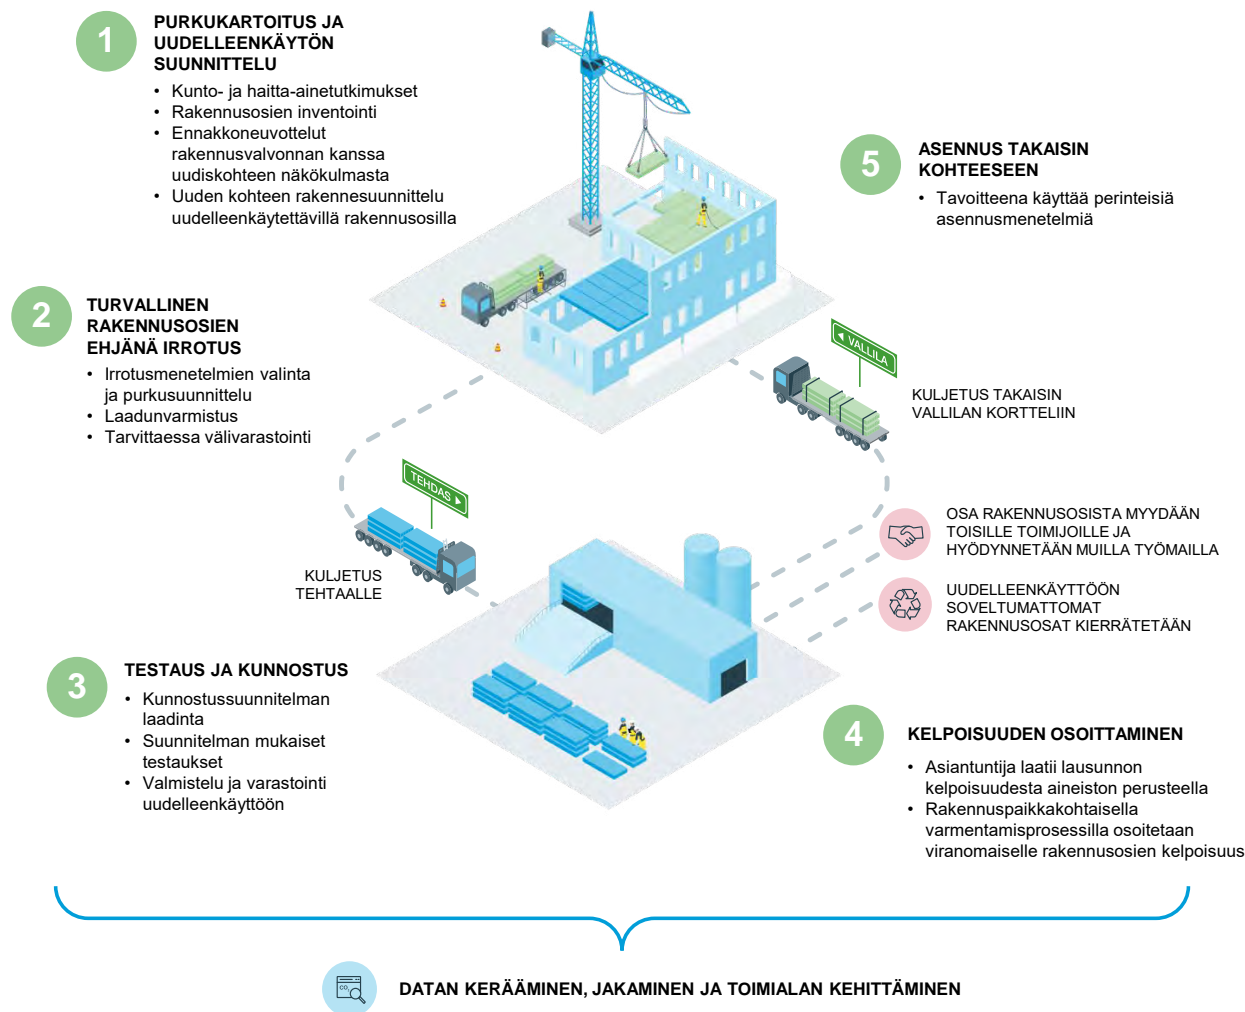 1
PURKUKARTOITUS JA
UUDELLEENKÄYTÖN
SUUNNITTELU
• Kunto- ja haitta-ainetutkimukset
• Rakennusosien inventointi
• Ennakkoneuvottelut
rakennusvalvonnan kanssa
uudiskohteen näkökulmasta
• Uuden kohteen rakennesuunnittelu
uudelleenkäytettävillä rakennusosilla
2
TURVALLINEN
RAKENNUSOSIEN
EHJÄNÄ IRROTUS
• Irrotusmenetelmien valinta
ja purkusuunnittelu
• Laadunvarmistus
• Tarvittaessa välivarastointi
TEHDAS
KULJETUS
TEHTAALLE
3
TESTAUS JA KUNNOSTUS
• Kunnostussuunnitelman
laadinta
• Suunnitelman mukaiset
testaukset
• Valmistelu ja varastointi
uudelleenkäyttöön
4
KELPOISUUDEN OSOITTAMINEN
• Asiantuntija laatii lausunnon
kelpoisuudesta aineiston perusteella
• Rakennuspaikkakohtaisella
varmentamisprosessilla osoitetaan
viranomaiselle rakennusosien kelpoisuus
5
ASENNUS TAKAISIN
KOHTEESEEN
• Tavoitteena käyttää perinteisiä
asennusmenetelmiä
VALLILA
KULJETUS TAKAISIN
VALLILAN KORTTELIIN
OSA RAKENNUSOSISTA MYYDÄÄN
TOISILLE TOIMIJOILLE JA
HYÖDYNNETÄÄN MUILLA TYÖMAILLA
UUDELLEENKÄYTTÖÖN
SOVELTUMATTOMAT
RAKENNUSOSAT KIERRÄTETÄÄN
CO₂
DATAN KERÄÄMINEN, JAKAMINEN JA TOIMIALAN KEHITTÄMINEN